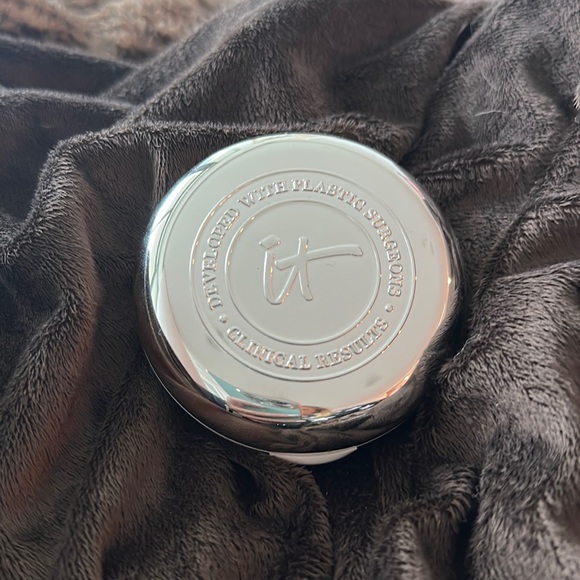 DEVELOPED WITH PLASTIC SURGEONS
it
• CLINICAL RESULTS •